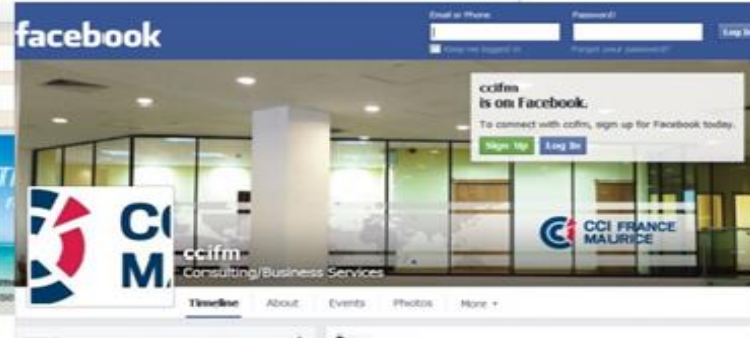 facebook
Email or Phone
Password
Log In
Keep me logged in
Forgot your password?
ccifm
is on Facebook.
To connect with ccifm, sign up for Facebook today.
Sign Up
Log In
CCI FRANCE
MAURICE
CC
MA
ccifm
Consulting/Business Services
Timeline
About
Events
Photos
More